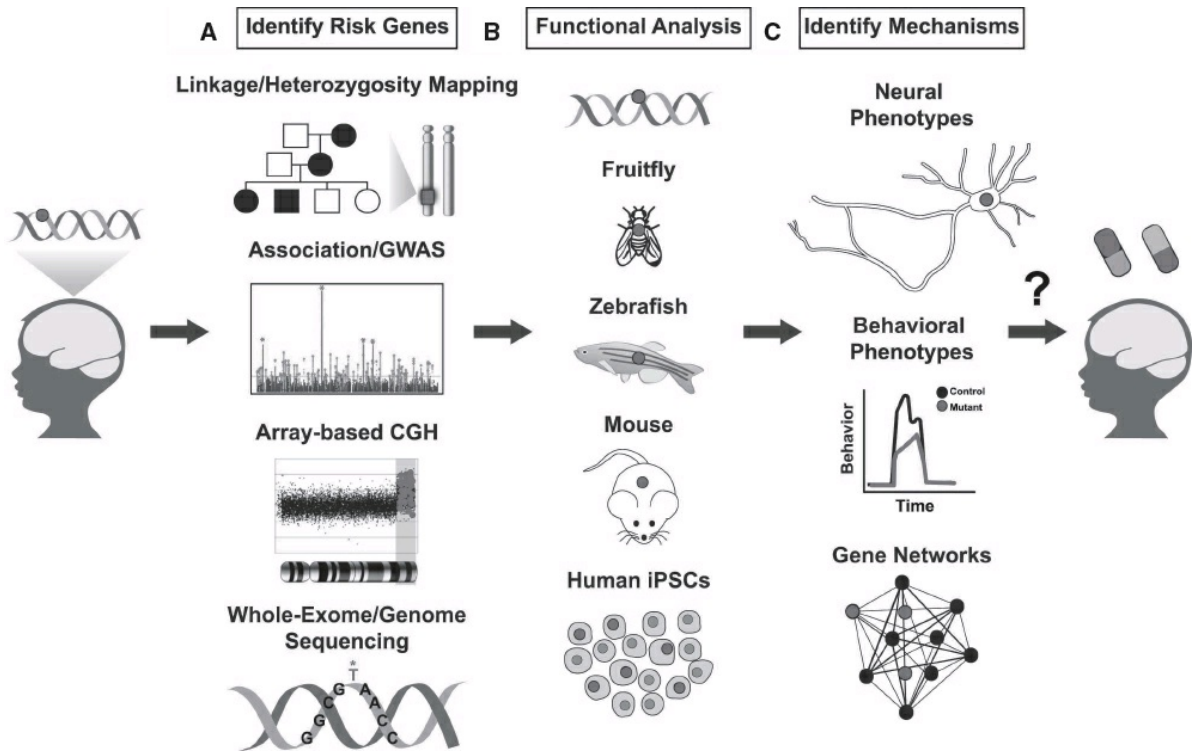 A Identify Risk Genes
Linkage/Heterozygosity Mapping
Association/GWAS
*
Array-based CGH
Whole-Exome/Genome
Sequencing
*
T
G G C G A A C C
B Functional Analysis
Fruitfly
Zebrafish
Mouse
Human iPSCs
C Identify Mechanisms
Neural
Phenotypes
Behavioral
Phenotypes
Control
Mutant
Behavior
Time
Gene Networks
?